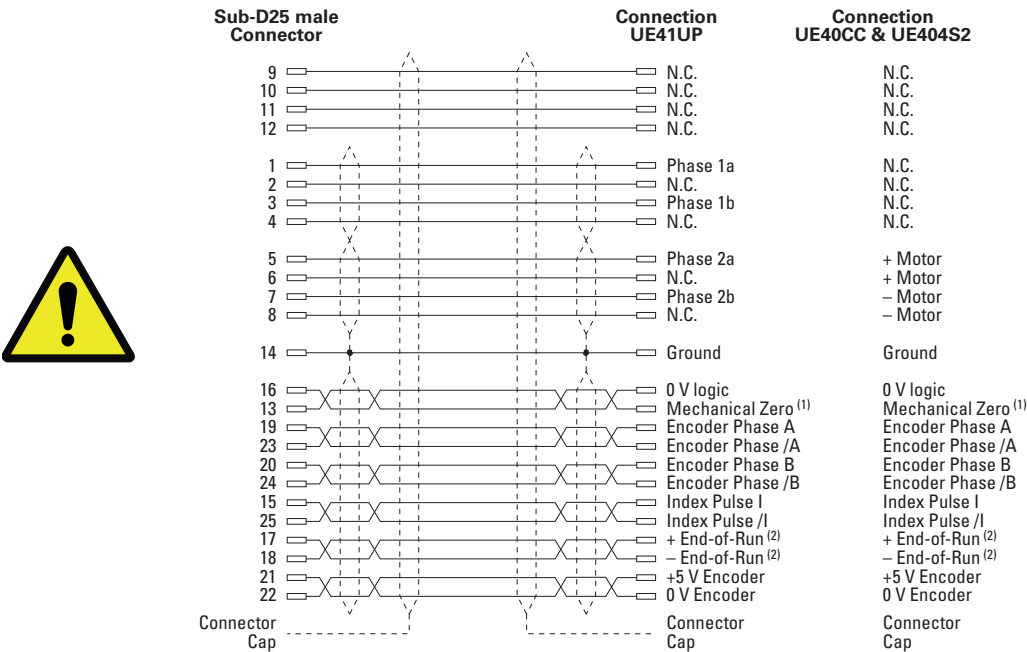 Sub-D25 male Connector Connection UE41UP Connection UE40CC & UE404S2
9 N.C. N.C.
10 N.C. N.C.
11 N.C. N.C.
12 N.C. N.C.
1 Phase 1a N.C.
2 N.C. N.C.
3 Phase 1b N.C.
4 N.C. N.C.
5 Phase 2a + Motor
6 N.C. + Motor
7 Phase 2b – Motor
8 N.C. – Motor
14 Ground Ground
16 0 V logic 0 V logic
13 Mechanical Zero (1) Mechanical Zero (1)
19 Encoder Phase A Encoder Phase A
23 Encoder Phase /A Encoder Phase /A
20 Encoder Phase B Encoder Phase B
24 Encoder Phase /B Encoder Phase /B
15 Index Pulse I Index Pulse I
25 Index Pulse /I Index Pulse /I
17 + End-of-Run (2) + End-of-Run (2)
18 – End-of-Run (2) – End-of-Run (2)
21 +5 V Encoder +5 V Encoder
22 0 V Encoder 0 V Encoder
Connector Cap Connector Cap Connector Cap